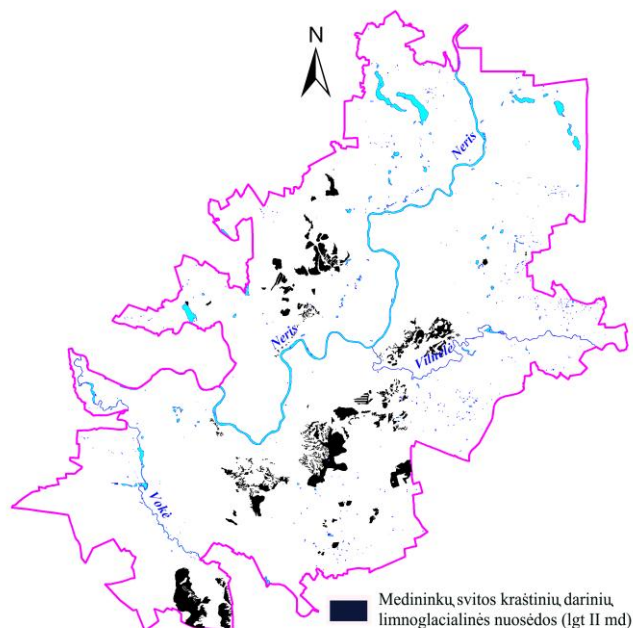 N
Neris
Neris
Vilnelė
Vokė
Medininkų svitos kraštinių darinių
limnoglacialinės nuosėdos (lgt II md)